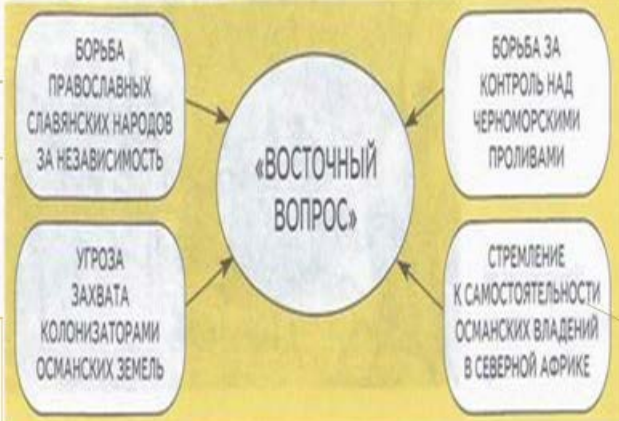 БОРЬБА
ПРАВОСЛАВНЫХ
СЛАВЯНСКИХ НАРОДОВ
ЗА НЕЗАВИСИМОСТЬ
БОРЬБА ЗА
КОНТРОЛЬ НАД
ЧЕРНОМОРСКИМИ
ПРОЛИВАМИ
«ВОСТОЧНЫЙ
ВОПРОС»
УГРОЗА
ЗАХВАТА
КОЛОНИЗАТОРАМИ
ОСМАНСКИХ ЗЕМЕЛЬ
СТРЕМЛЕНИЕ
К САМОСТОЯТЕЛЬНОСТИ
ОСМАНСКИХ ВЛАДЕНИЙ
В СЕВЕРНОЙ АФРИКЕ